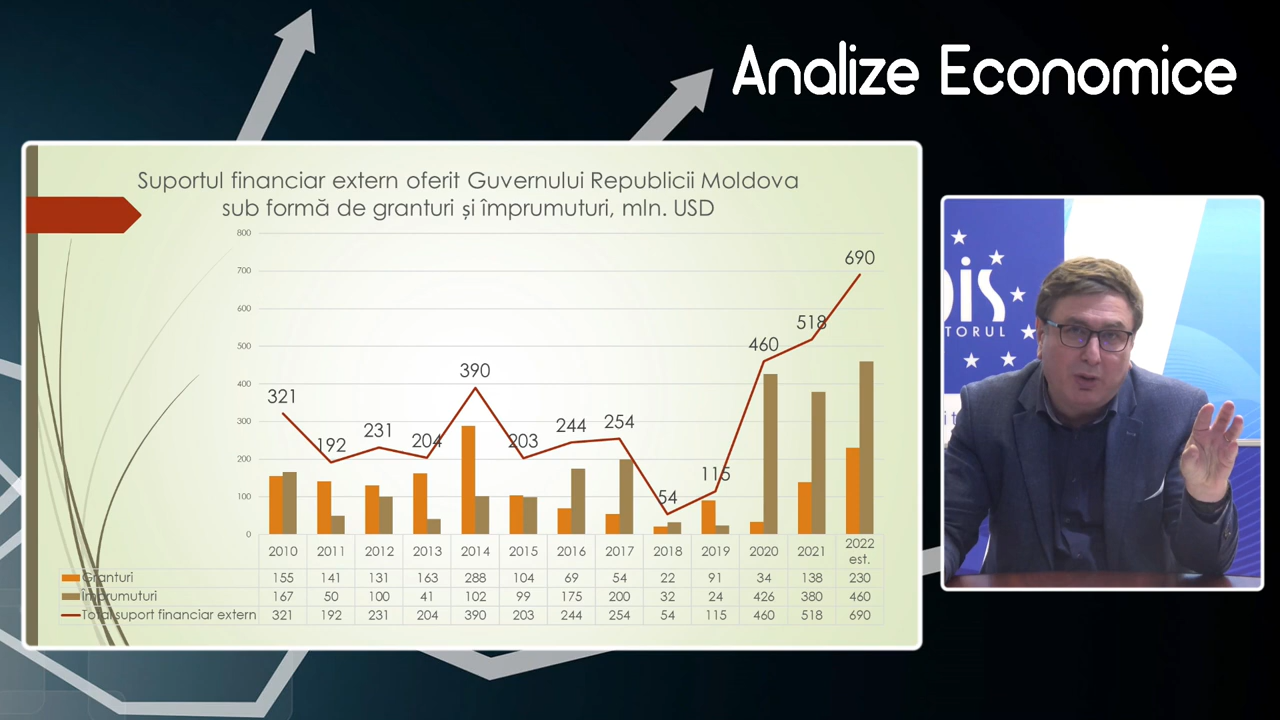 Analize Economice
Suportul financiar extern oferit Guvernului Republicii Moldova
sub formă de granturi și împrumuturi, mln. USD
800
700
600
500
400
300
200
100
0
321
192
231
204
390
203
244
254
54
115
460
518
690
2010 2011 2012 2013 2014 2015 2016 2017 2018 2019 2020 2021 2022 est.
Granturi 155 141 131 163 288 104 69 54 22 91 34 138 230
Împrumuturi 167 50 100 41 102 99 175 200 32 24 426 380 460
Total suport financiar extern 321 192 231 204 390 203 244 254 54 115 460 518 690
TORUL